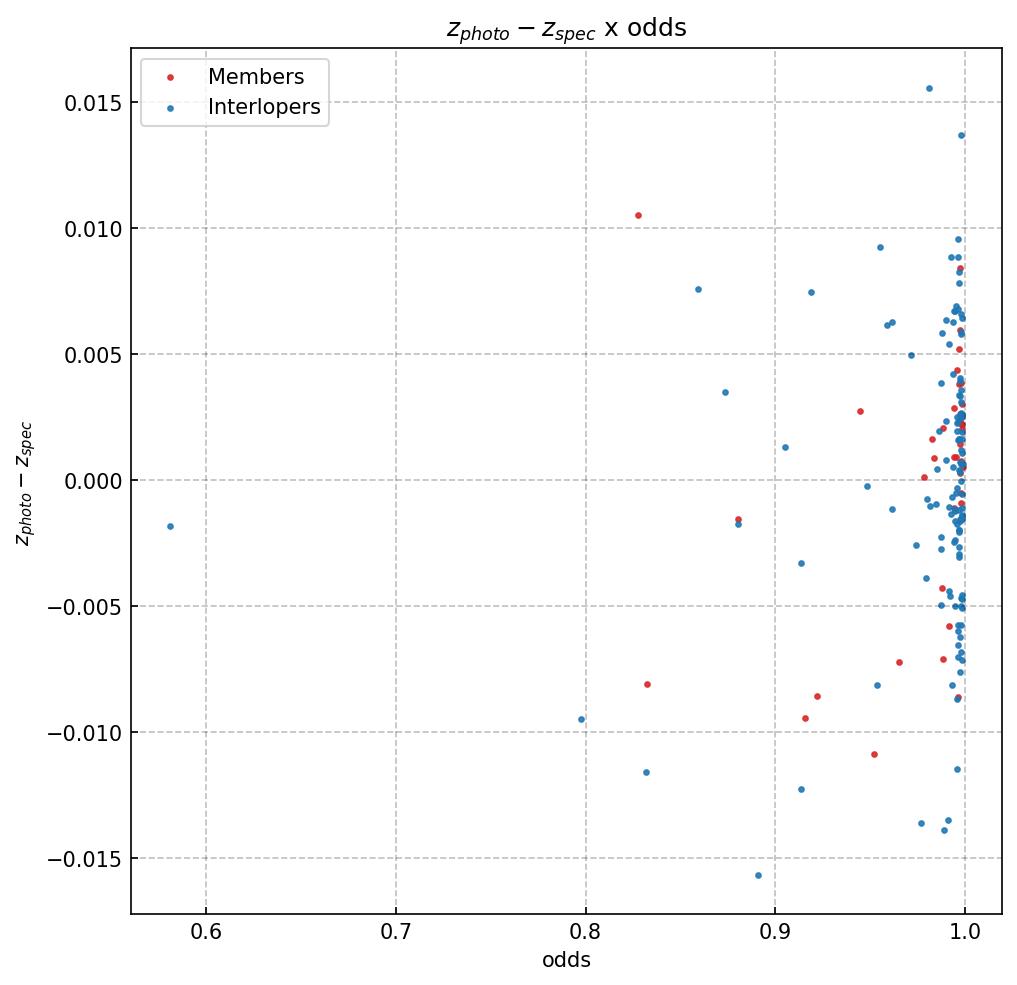 z_photo − z_spec x odds
Members
Interlopers
0.015
0.010
0.005
0.000
−0.005
−0.010
−0.015
z_photo − z_spec
0.6 0.7 0.8 0.9 1.0
odds